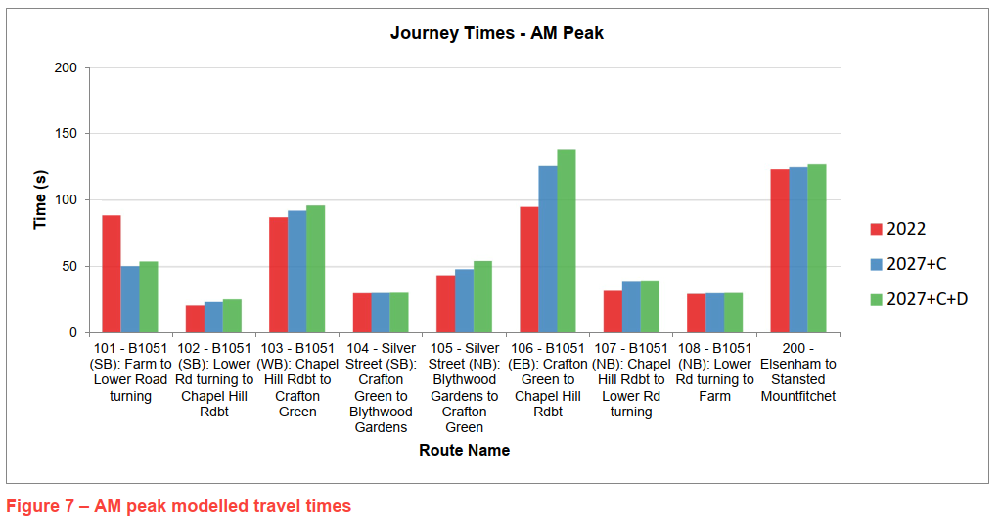 Journey Times - AM Peak
200
150
100
50
0
Time (s)
101 - B1051
(SB): Farm to
Lower Road
turning
102 - B1051
(SB): Lower
Rd turning to
Chapel Hill
Rdbt
103 - B1051
(WB): Chapel
Hill Rdbt to
Crafton
Green
104 - Silver
Street (SB):
Crafton
Green to
Blythwood
Gardens
105 - Silver
Street (NB):
Blythwood
Gardens to
Crafton
Green
106 - B1051
(EB): Crafton
Green to
Chapel Hill
Rdbt
107 - B1051
(NB): Chapel
Hill Rdbt to
Lower Rd
turning
108 - B1051
(NB): Lower
Rd turning to
Farm
200 -
Elsenham to
Stansted
Mountfitchet
Route Name
2022
2027+C
2027+C+D
Figure 7 – AM peak modelled travel times